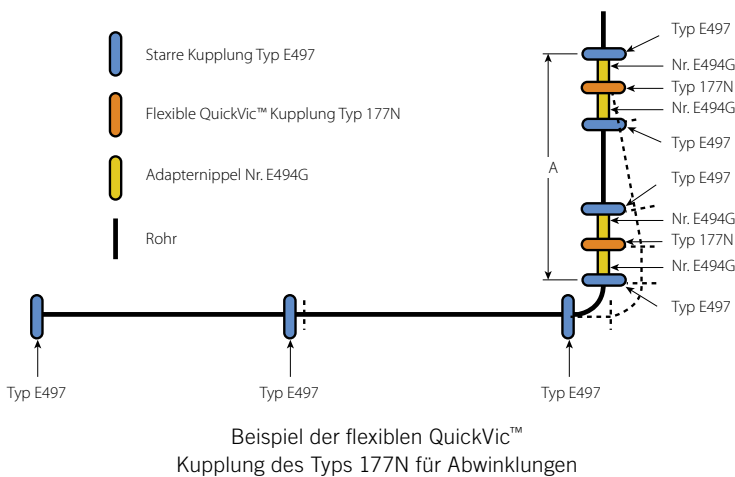 Starre Kupplung Typ E497
Flexible QuickVic™ Kupplung Typ 177N
Adapternippel Nr. E494G
Rohr
A
Typ E497
Nr. E494G
Typ 177N
Nr. E494G
Typ E497
Typ E497
Nr. E494G
Typ 177N
Nr. E494G
Typ E497
Typ E497
Typ E497
Typ E497
Beispiel der flexiblen QuickVic™
Kupplung des Typs 177N für Abwinklungen